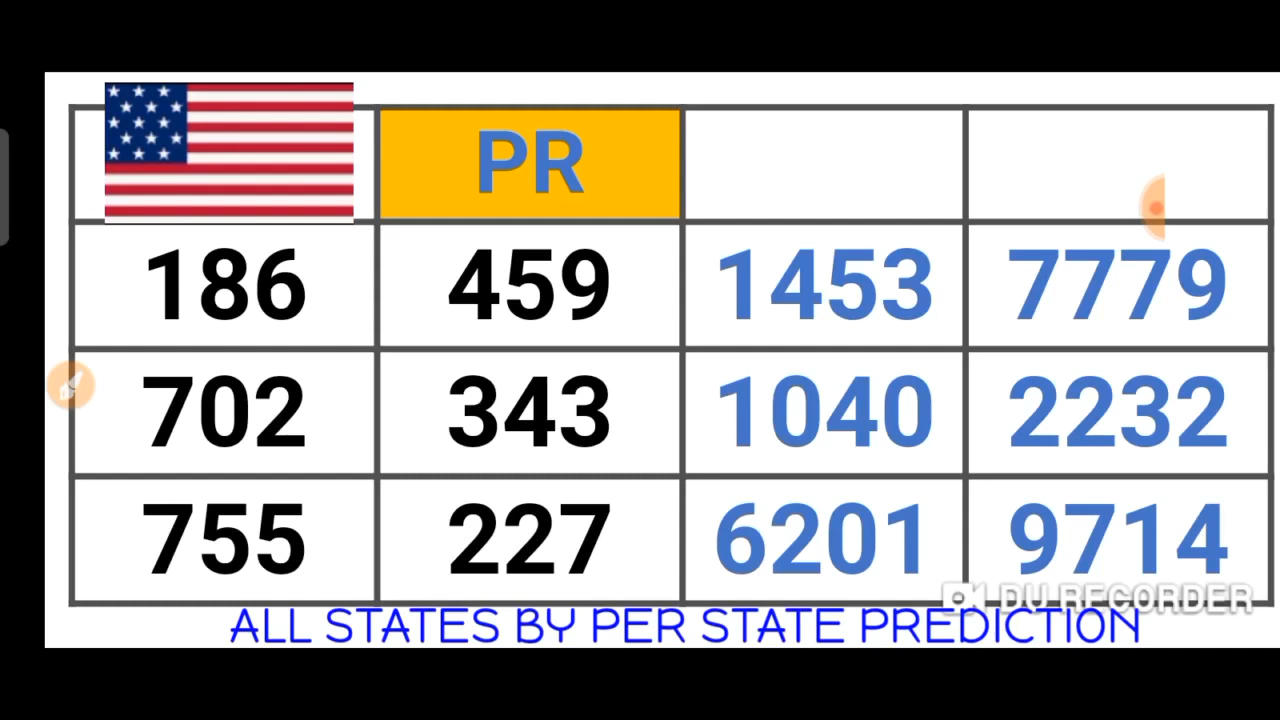 PR
186 459 1453 7779
702 343 1040 2232
755 227 6201 9714
DU RECORDER
ALL STATES BY PER STATE PREDICTION